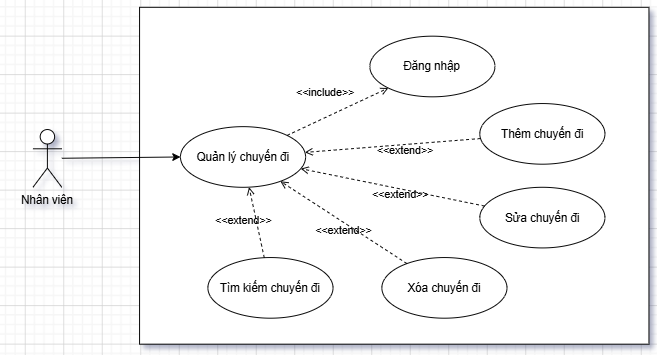 Đăng nhập
<<include>>
Thêm chuyến đi
<<extend>>
Quản lý chuyến đi
<<extend>>
Nhân viên
Sửa chuyến đi
<<extend>>
<<extend>>
Tìm kiếm chuyến đi
Xóa chuyến đi